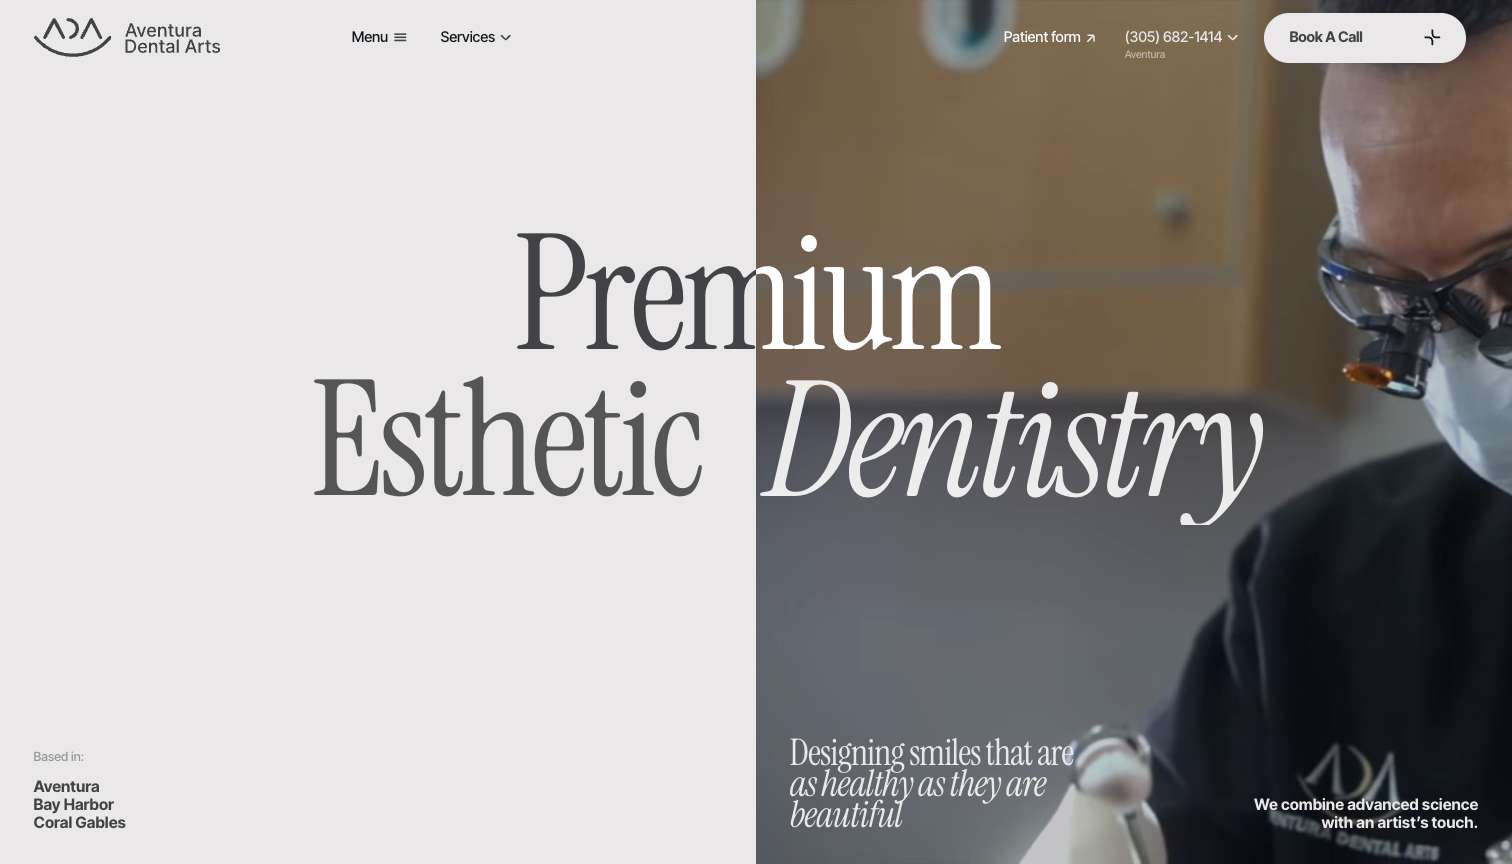 Aventura
Dental Arts
Menu
Services
Patient form
(305) 682-1414
Aventura
Book A Call
Premium
Esthetic Dentistry
Based in:
Aventura
Bay Harbor
Coral Gables
Designing smiles that are
as healthy as they are
beautiful
We combine advanced science
with an artist’s touch.
DENTAL ARTS